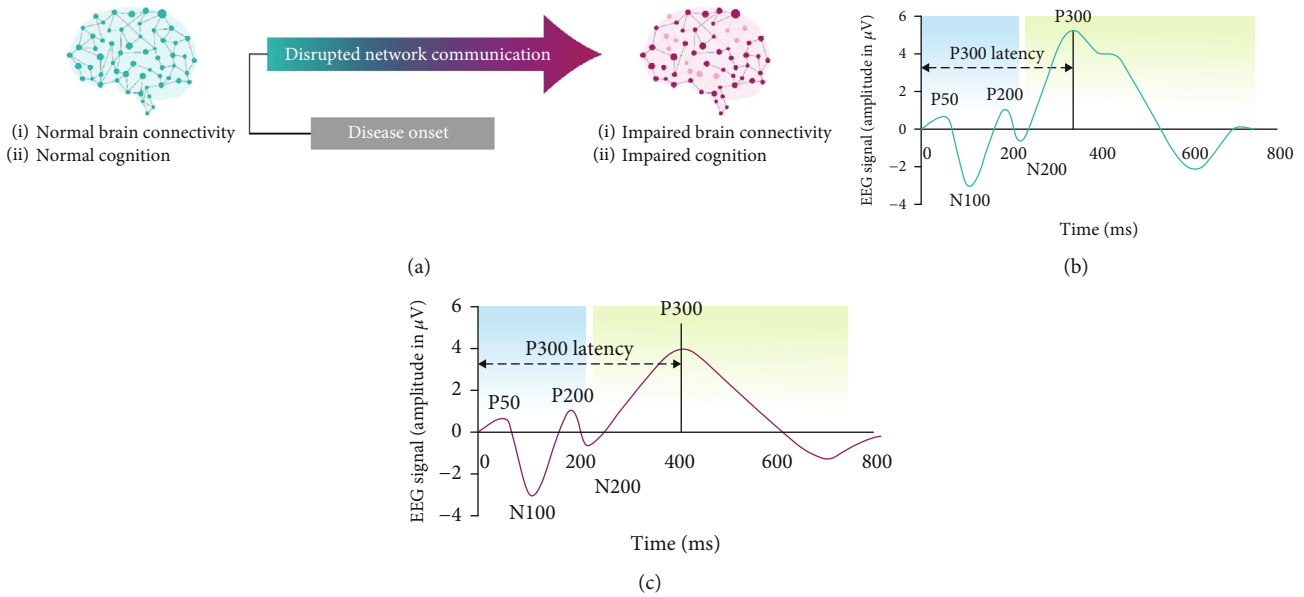 Disrupted network communication
Disease onset
(i) Normal brain connectivity
(ii) Normal cognition
(i) Impaired brain connectivity
(ii) Impaired cognition
(a)
EEG signal (amplitude in μV)
6
4
2
0
−2
−4
P300
P300 latency
P50
P200
N100
N200
0
200
400
600
800
Time (ms)
(b)
EEG signal (amplitude in μV)
6
4
2
0
−2
−4
P300
P300 latency
P50
P200
N100
N200
0
200
400
600
800
Time (ms)
(c)